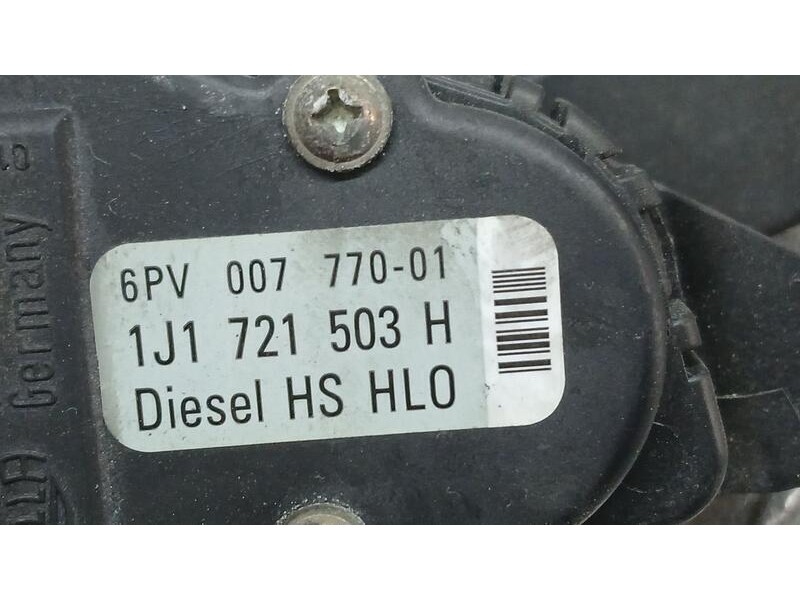 6PV 007 770-01
1J1 721 503 H
Diesel HS HLO
Germany